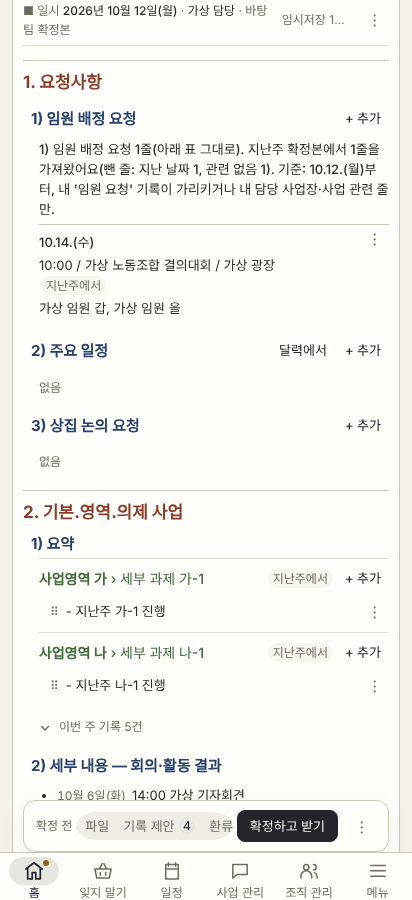 ■ 일시 2026년 10월 12일(월) · 가상 담당 · 바탕
팀 확정본
임시저장 1…
1. 요청사항
1) 임원 배정 요청
+ 추가
1) 임원 배정 요청 1줄(아래 표 그대로). 지난주 확정본에서 1줄을
가져왔어요(뺀 줄: 지난 날짜 1, 관련 없음 1). 기준: 10.12.(월)부
터, 내 '임원 요청' 기록이 가리키거나 내 담당 사업장·사업 관련 줄
만.
10.14.(수)
10:00 / 가상 노동조합 결의대회 / 가상 광장
지난주에서
가상 임원 갑, 가상 임원 을
2) 주요 일정
달력에서
+ 추가
없음
3) 상집 논의 요청
+ 추가
없음
2. 기본.영역.의제 사업
1) 요약
사업영역 가 › 세부 과제 가-1
지난주에서
+ 추가
- 지난주 가-1 진행
사업영역 나 › 세부 과제 나-1
지난주에서
+ 추가
- 지난주 나-1 진행
이번 주 기록 5건
2) 세부 내용 — 회의·활동 결과
• 10월 6일(화) 14:00 가상 기자회견
확정 전
파일
기록 제안 4
환류
확정하고 받기
홈
잊지 말기
일정
사업 관리
조직 관리
메뉴